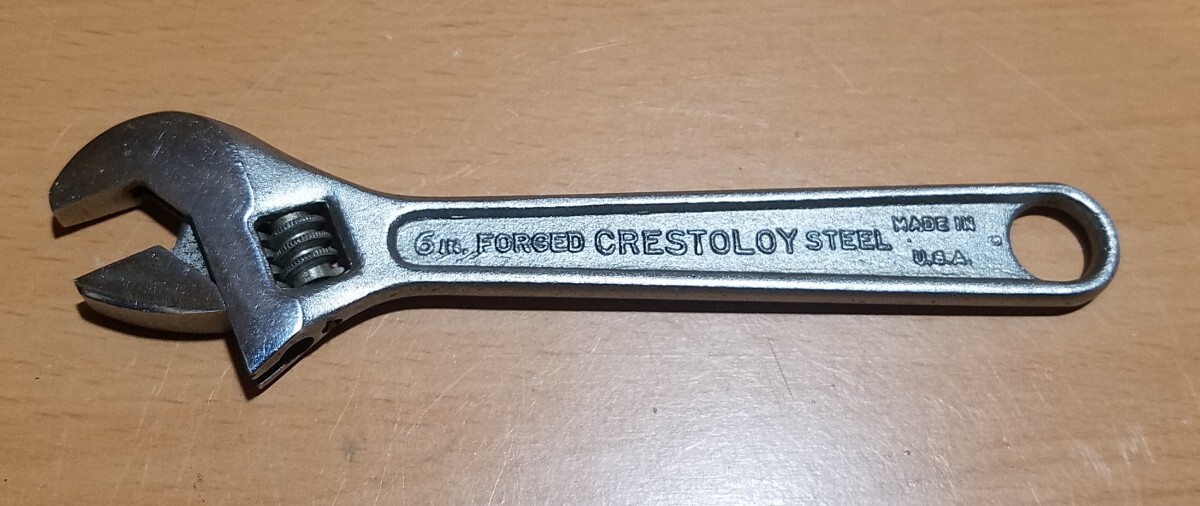 6 IN. FORGED CRESTOLOY STEEL
MADE IN
U.S.A.